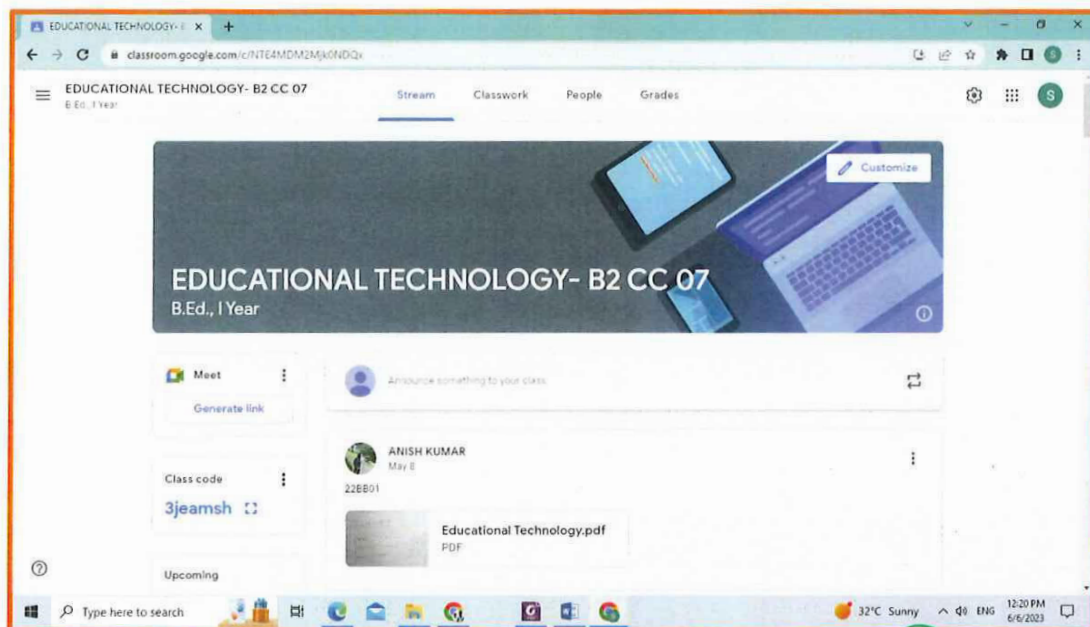 EDUCATIONAL TECHNOLOGY-
classroom.google.com/c/NTE4MDM2Mjk0NDQx
EDUCATIONAL TECHNOLOGY- B2 CC 07
B.Ed., I Year
Stream Classwork People Grades
S
Customize
EDUCATIONAL TECHNOLOGY- B2 CC 07
B.Ed., I Year
Meet
Generate link
Announce something to your class
ANISH KUMAR
May 8
22BB01
Class code
3jeamsh
Educational Technology.pdf
PDF
Upcoming
Type here to search
32°C Sunny
ENG
12:20 PM
6/6/2023